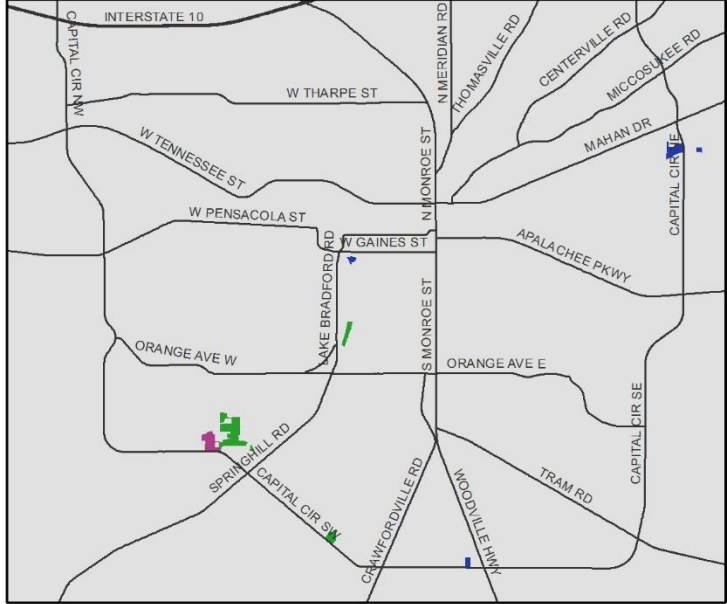 INTERSTATE 10
CAPITAL CIR NW
N MERIDIAN RD
THOMASVILLE RD
CENTERVILLE RD
MICCOSUKEE RD
W THARPE ST
MAHAN DR
W TENNESSEE ST
N MONROE ST
CAPITAL CIR NE
W PENSACOLA ST
W GAINES ST
APALACHEE PKWY
LAKE BRADFORD RD
S MONROE ST
ORANGE AVE W
ORANGE AVE E
CAPITAL CIR SE
SPRINGHILL RD
CAPITAL CIR SW
CRAWFORDVILLE RD
WOODVILLE HWY
TRAM RD